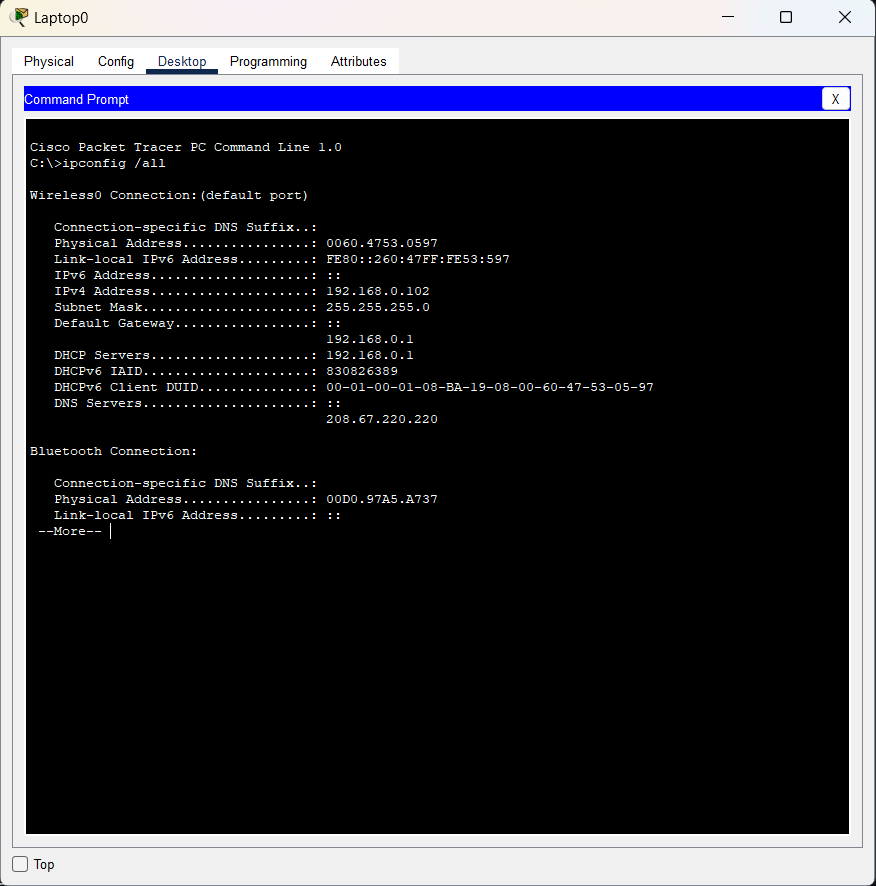 Laptop0
Physical Config Desktop Programming Attributes
Command Prompt X
Cisco Packet Tracer PC Command Line 1.0
C:\>ipconfig /all
Wireless0 Connection:(default port)
Connection-specific DNS Suffix..:
Physical Address................: 0060.4753.0597
Link-local IPv6 Address.........: FE80::260:47FF:FE53:597
IPv6 Address....................: ::
IPv4 Address....................: 192.168.0.102
Subnet Mask.....................: 255.255.255.0
Default Gateway.................: ::
192.168.0.1
DHCP Servers....................: 192.168.0.1
DHCPv6 IAID.....................: 830826389
DHCPv6 Client DUID..............: 00-01-00-01-08-BA-19-08-00-60-47-53-05-97
DNS Servers.....................: ::
208.67.220.220
Bluetooth Connection:
Connection-specific DNS Suffix..:
Physical Address................: 00D0.97A5.A737
Link-local IPv6 Address.........: ::
--More--
Top